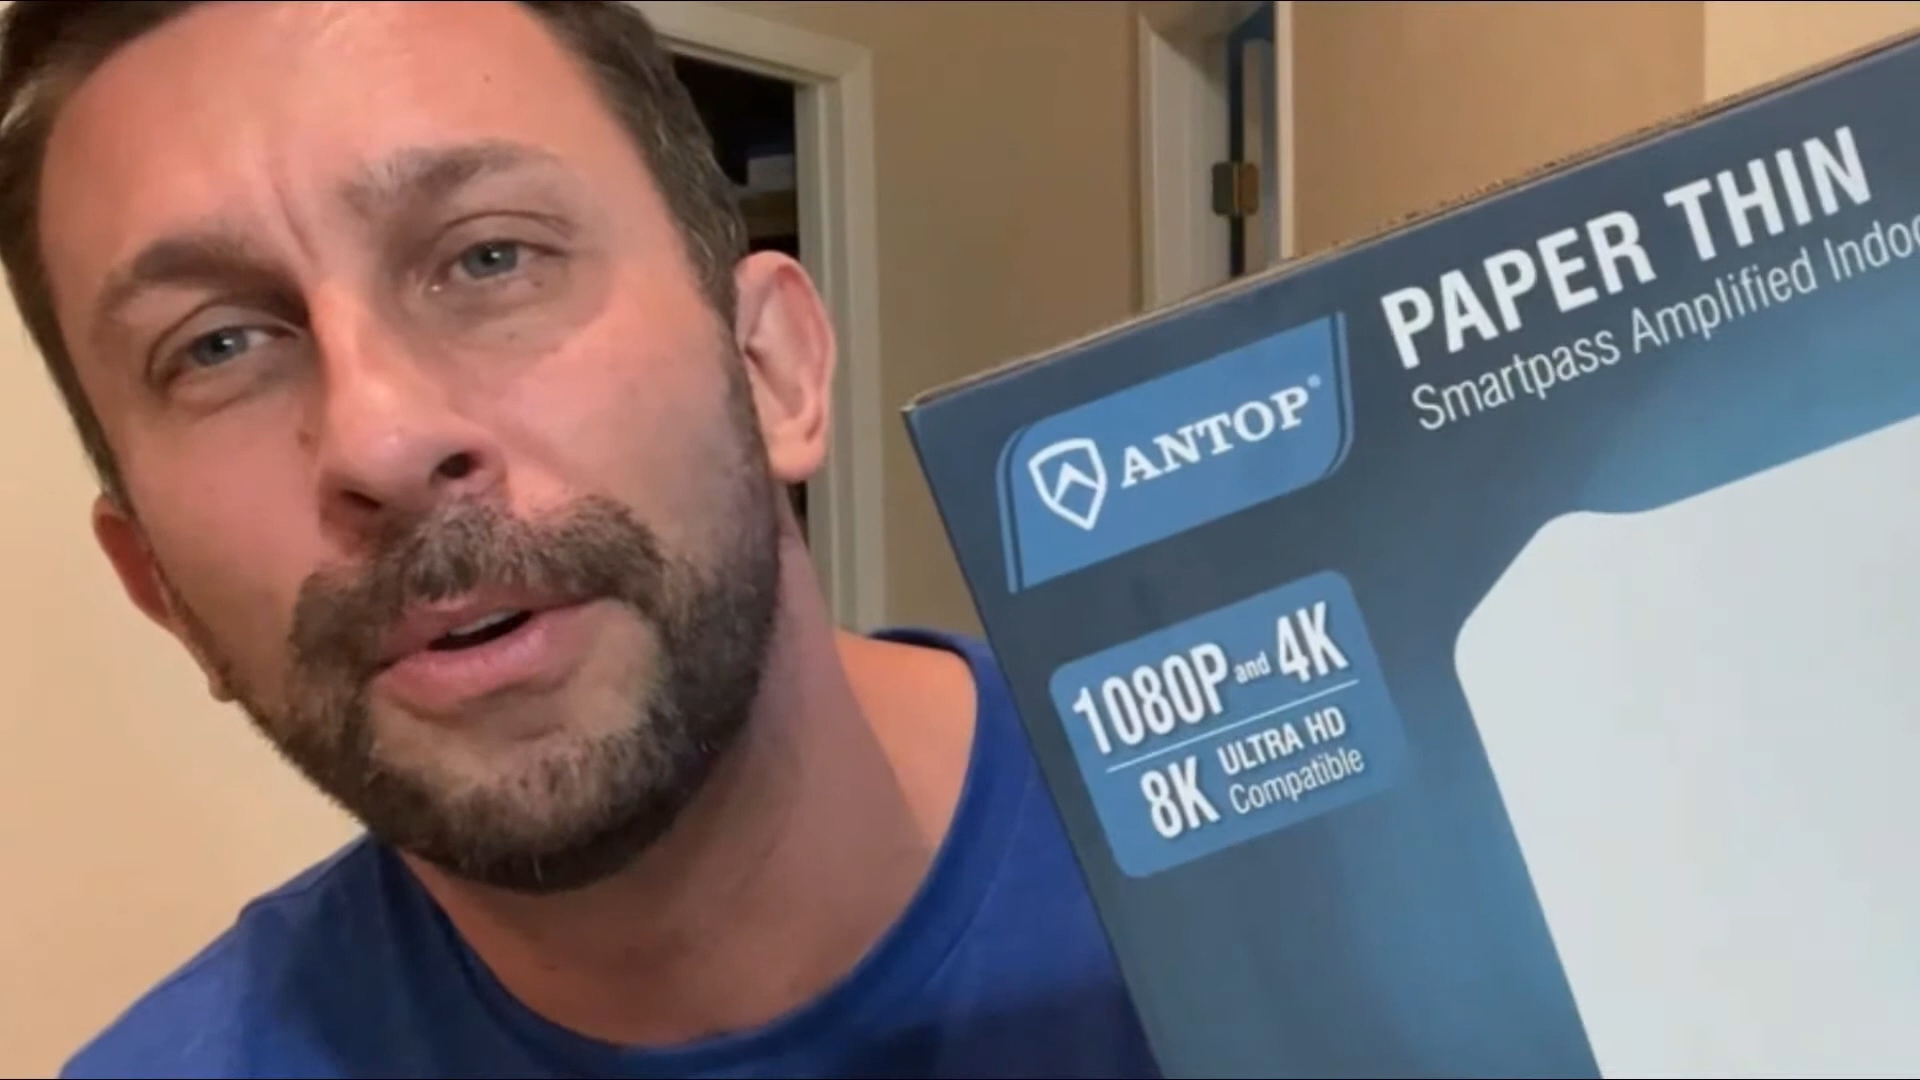 PAPER THIN
Smartpass Amplified
ANTOP®
1080P and 4K
8K ULTRA HD
Compatible